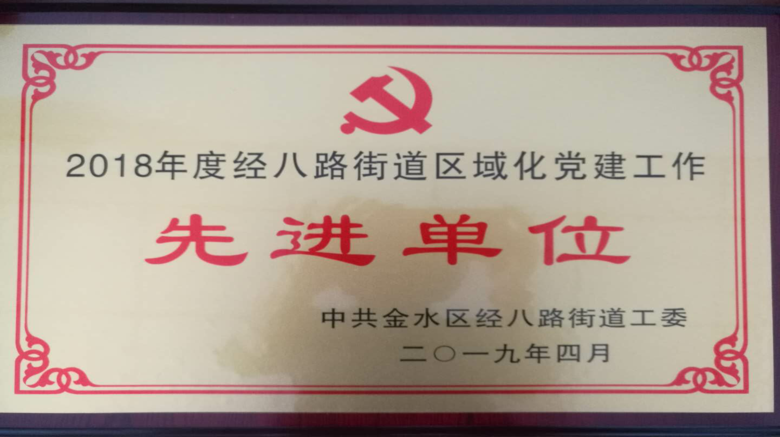 2018年度经八路街道区域化党建工作
先进单位
中共金水区经八路街道工委
二〇一九年四月